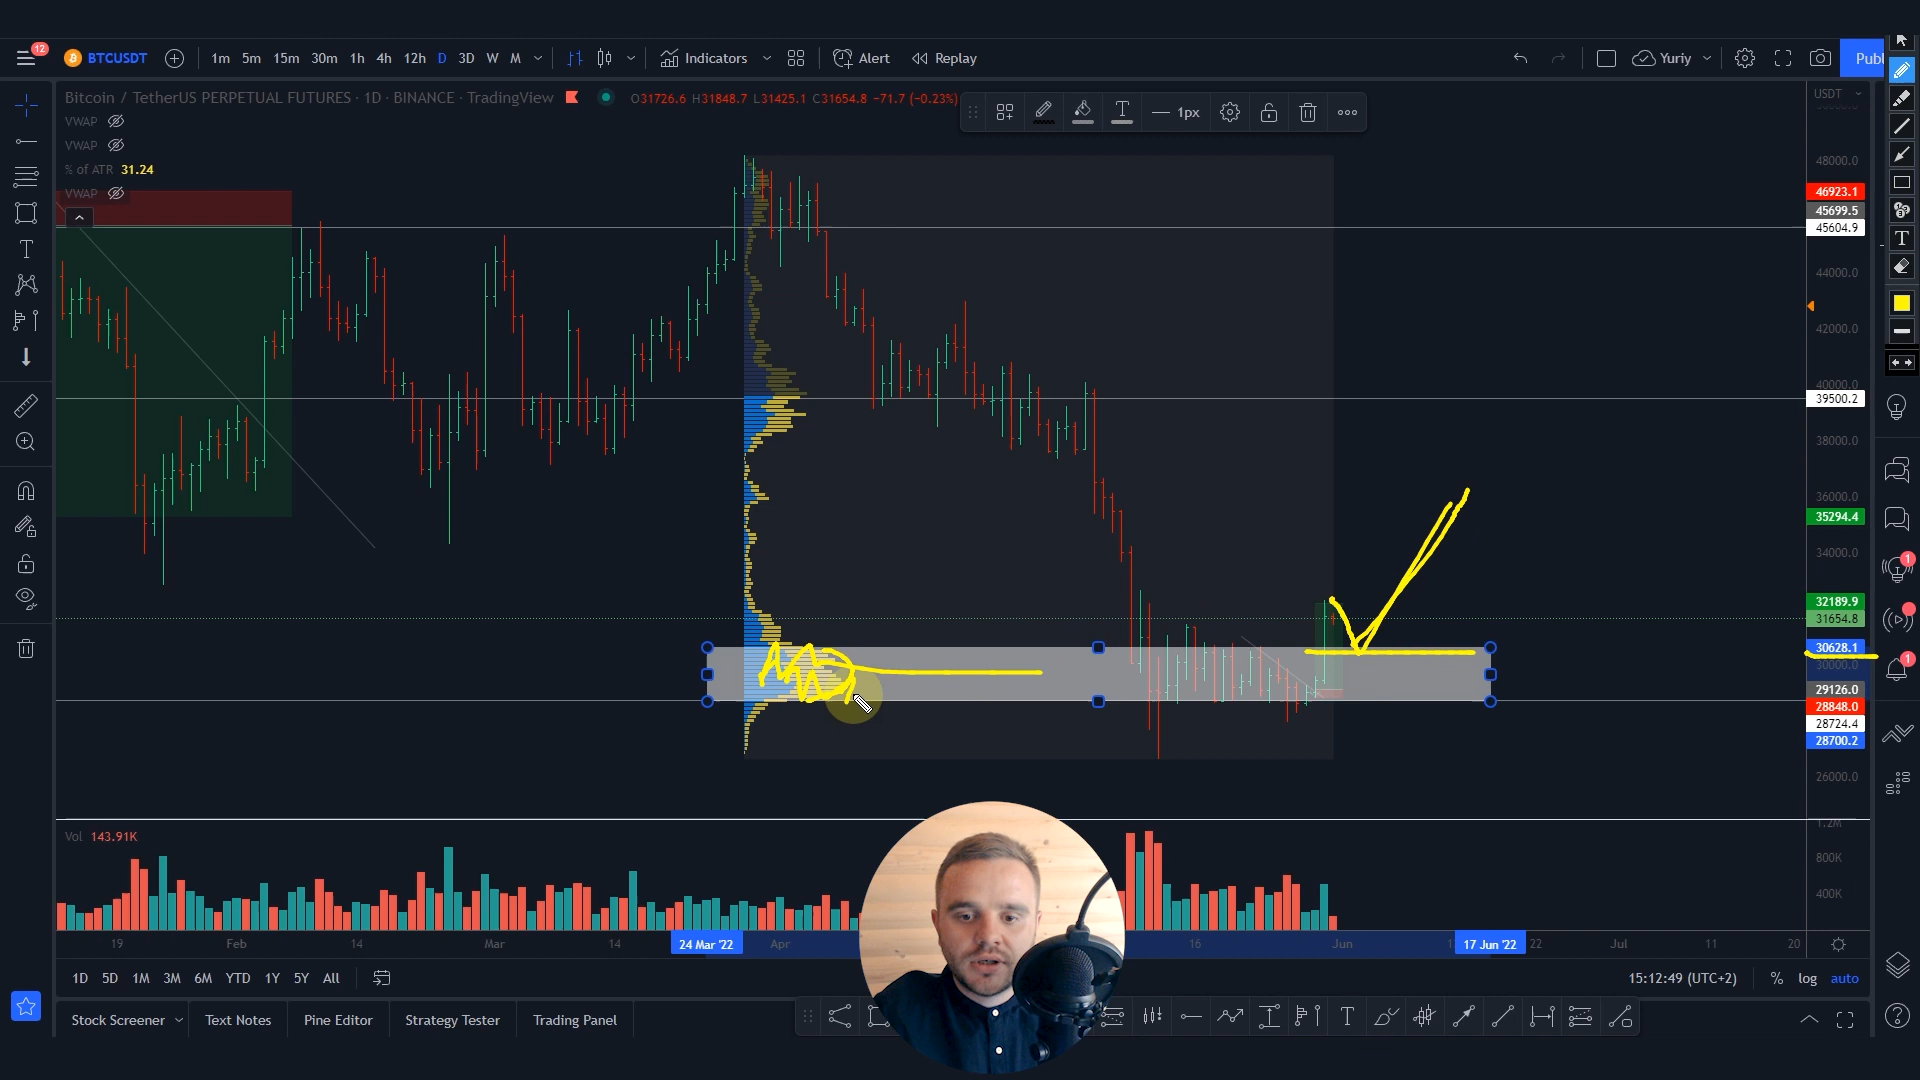 12
BTCUSDT
1m 5m 15m 30m 1h 4h 12h D 3D W M
Indicators
Alert
Replay
Yuriy
Publ
Bitcoin / TetherUS PERPETUAL FUTURES · 1D · BINANCE · TradingView
O31726.6 H31848.7 L31425.1 C31654.8 −71.7 (−0.23%)
1px
USDT
VWAP
VWAP
% of ATR 31.24
VWAP
48000.0
46923.1
45699.5
45604.9
44000.0
42000.0
40000.0
39500.2
38000.0
36000.0
35294.4
34000.0
32189.9
31654.8
30628.1
30000.0
29126.0
28848.0
28724.4
28700.2
26000.0
1.2M
Vol 143.91K
800K
400K
19 Feb 14 Mar 14 24 Mar '22 Apr 16 Jun 17 Jun '22 22 Jul 11 20
1D 5D 1M 3M 6M YTD 1Y 5Y All
15:12:49 (UTC+2) % log auto
Stock Screener Text Notes Pine Editor Strategy Tester Trading Panel